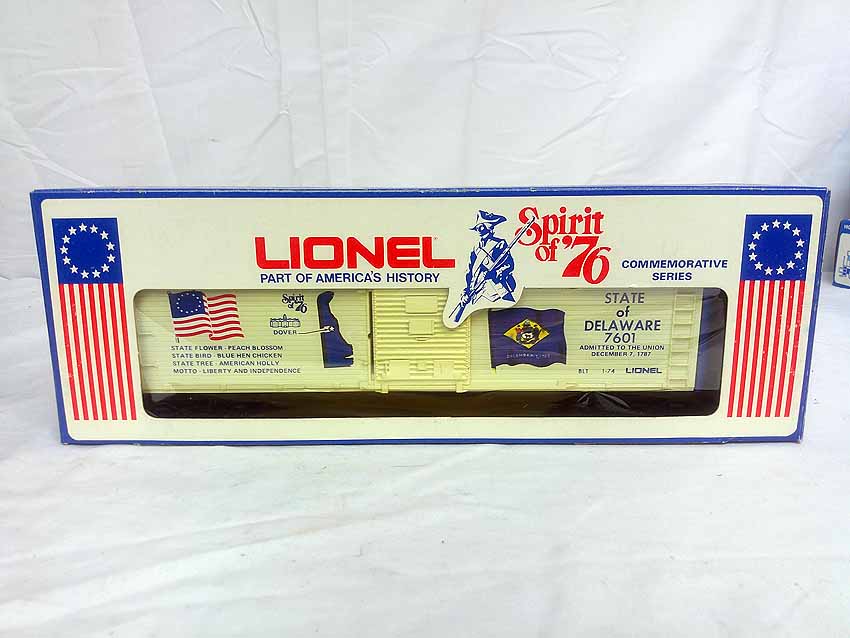 LIONEL
PART OF AMERICA'S HISTORY
Spirit
of '76
COMMEMORATIVE
SERIES
Spirit
of '76
DOVER
STATE FLOWER - PEACH BLOSSOM
STATE BIRD - BLUE HEN CHICKEN
STATE TREE - AMERICAN HOLLY
MOTTO - LIBERTY AND INDEPENDENCE
STATE
of
DELAWARE
7601
ADMITTED TO THE UNION
DECEMBER 7, 1787
BLT 1-74 LIONEL